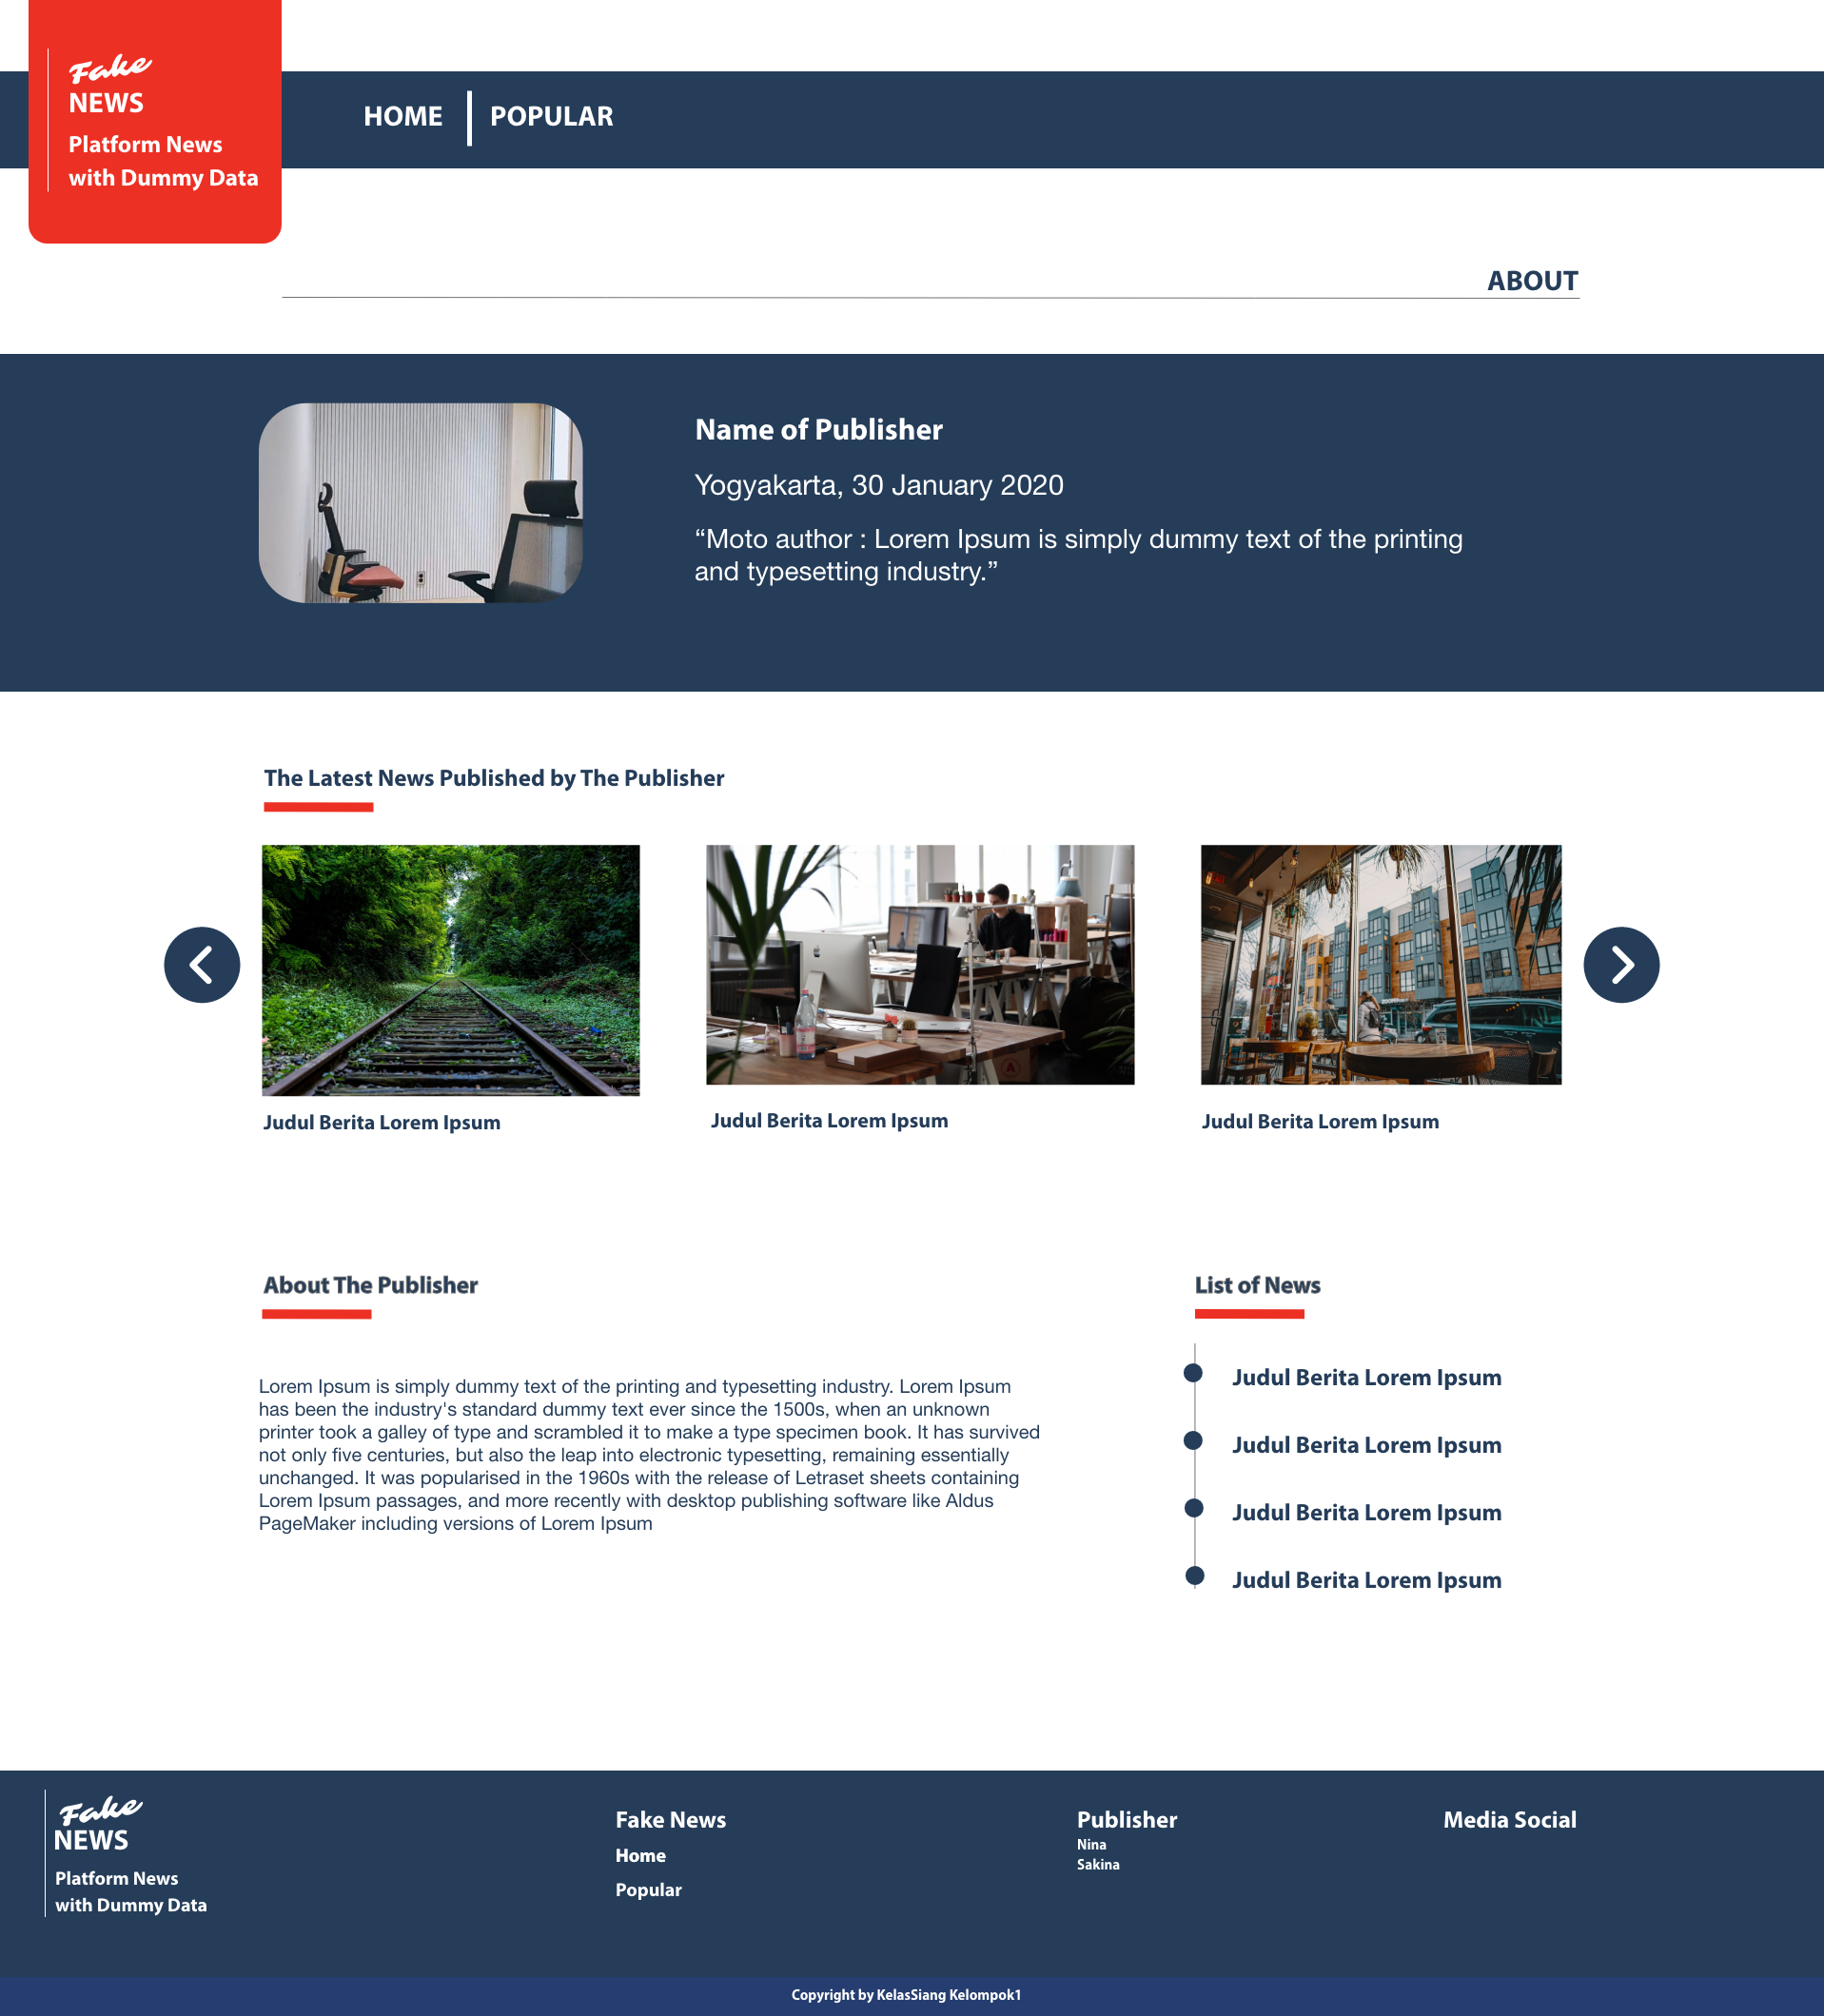 Fake
NEWS
Platform News
with Dummy Data
HOME
POPULAR
ABOUT
Name of Publisher
Yogyakarta, 30 January 2020
“Moto author : Lorem Ipsum is simply dummy text of the printing
and typesetting industry.”
The Latest News Published by The Publisher
Judul Berita Lorem Ipsum
Judul Berita Lorem Ipsum
Judul Berita Lorem Ipsum
About The Publisher
Lorem Ipsum is simply dummy text of the printing and typesetting industry. Lorem Ipsum
has been the industry's standard dummy text ever since the 1500s, when an unknown
printer took a galley of type and scrambled it to make a type specimen book. It has survived
not only five centuries, but also the leap into electronic typesetting, remaining essentially
unchanged. It was popularised in the 1960s with the release of Letraset sheets containing
Lorem Ipsum passages, and more recently with desktop publishing software like Aldus
PageMaker including versions of Lorem Ipsum
List of News
Judul Berita Lorem Ipsum
Judul Berita Lorem Ipsum
Judul Berita Lorem Ipsum
Judul Berita Lorem Ipsum
Fake
NEWS
Platform News
with Dummy Data
Fake News
Home
Popular
Publisher
Nina
Sakina
Media Social
Copyright by KelasSiang Kelompok1